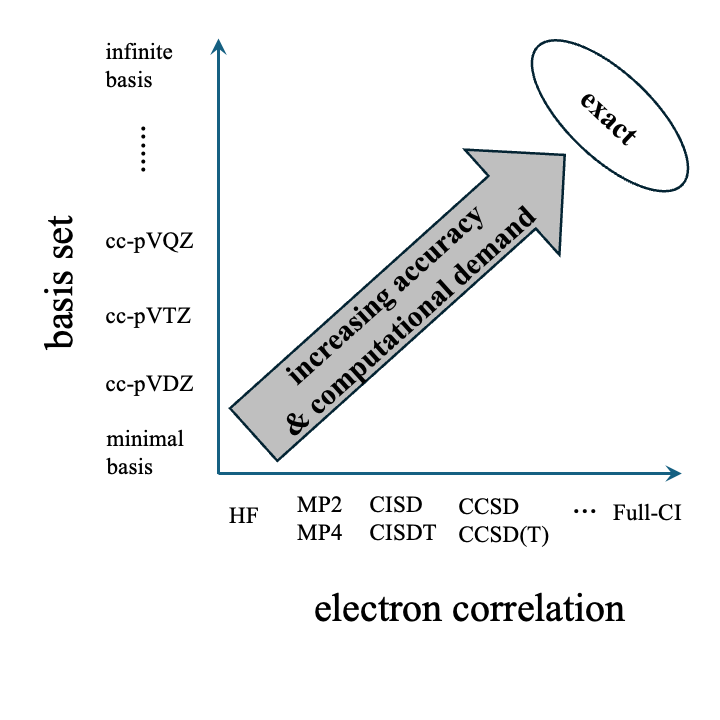 infinite
basis
......
cc-pVQZ
cc-pVTZ
cc-pVDZ
minimal
basis
basis set
exact
increasing accuracy
& computational demand
HF
MP2
MP4
CISD
CISDT
CCSD
CCSD(T)
...
Full-CI
electron correlation